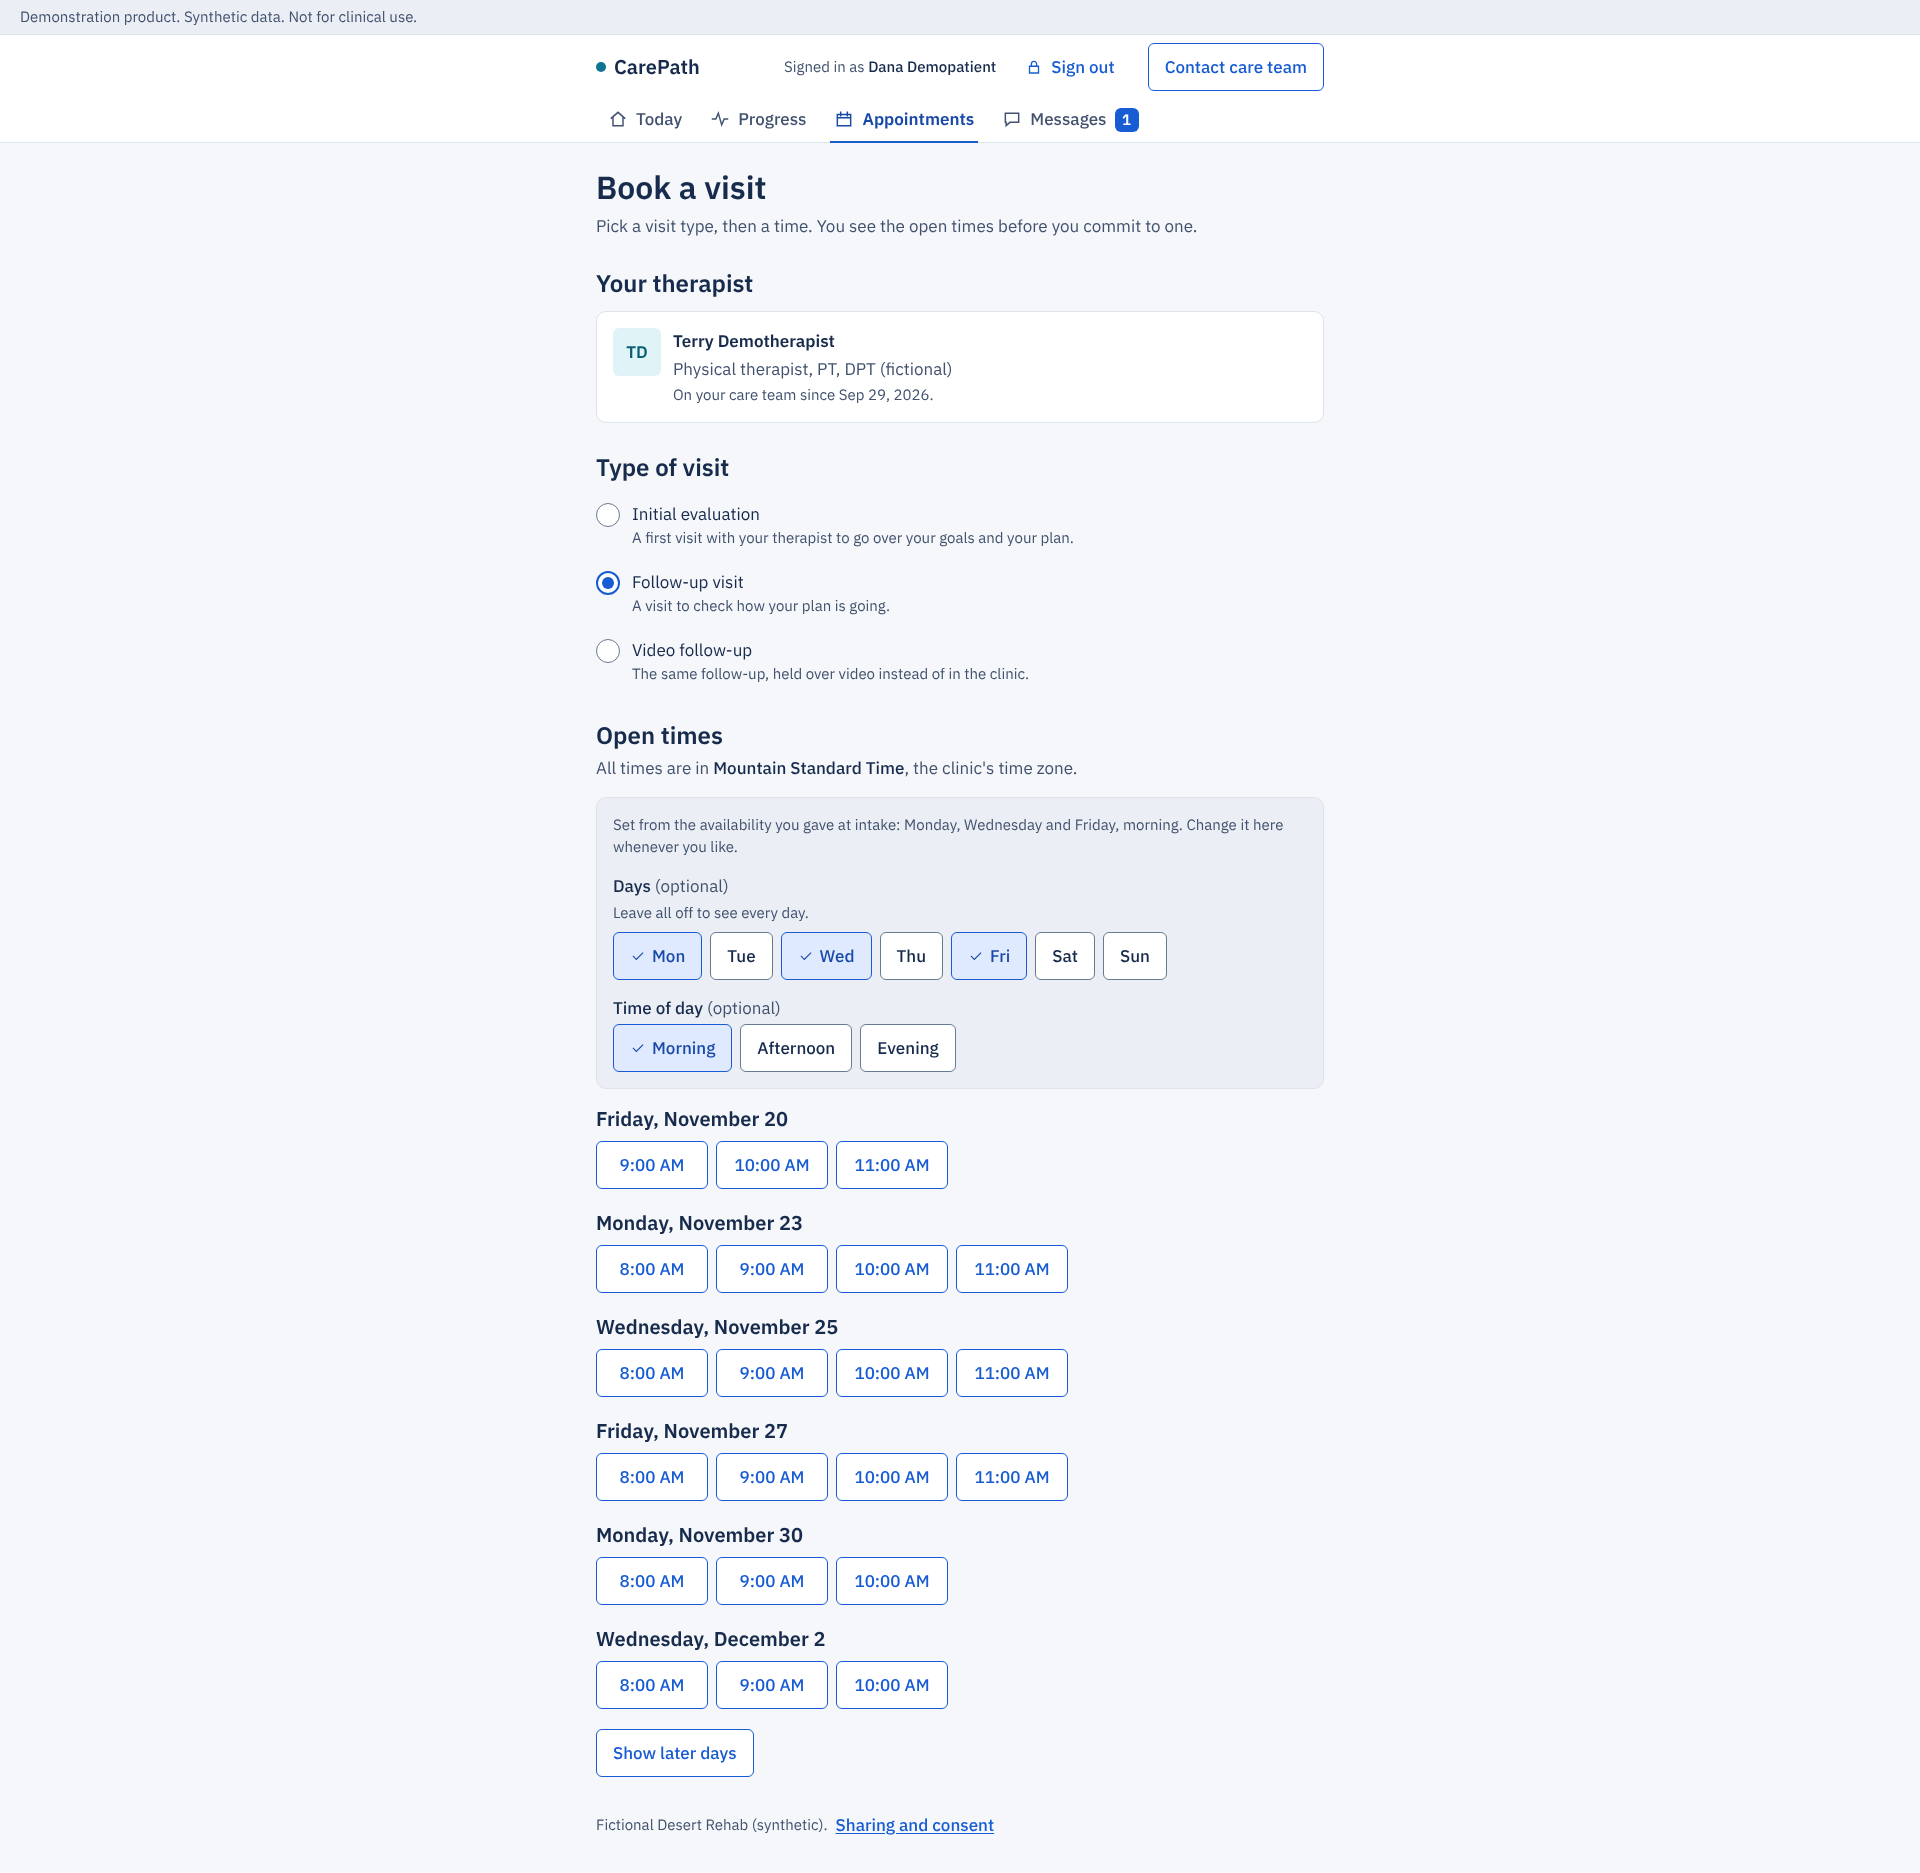 Demonstration product. Synthetic data. Not for clinical use.
CarePath
Signed in as Dana Demopatient
Sign out
Contact care team
Today
Progress
Appointments
Messages 1
Book a visit
Pick a visit type, then a time. You see the open times before you commit to one.
Your therapist
TD
Terry Demotherapist
Physical therapist, PT, DPT (fictional)
On your care team since Sep 29, 2026.
Type of visit
Initial evaluation
A first visit with your therapist to go over your goals and your plan.
Follow-up visit
A visit to check how your plan is going.
Video follow-up
The same follow-up, held over video instead of in the clinic.
Open times
All times are in Mountain Standard Time, the clinic's time zone.
Set from the availability you gave at intake: Monday, Wednesday and Friday, morning. Change it here
whenever you like.
Days (optional)
Leave all off to see every day.
Mon Tue Wed Thu Fri Sat Sun
Time of day (optional)
Morning Afternoon Evening
Friday, November 20
9:00 AM 10:00 AM 11:00 AM
Monday, November 23
8:00 AM 9:00 AM 10:00 AM 11:00 AM
Wednesday, November 25
8:00 AM 9:00 AM 10:00 AM 11:00 AM
Friday, November 27
8:00 AM 9:00 AM 10:00 AM 11:00 AM
Monday, November 30
8:00 AM 9:00 AM 10:00 AM
Wednesday, December 2
8:00 AM 9:00 AM 10:00 AM
Show later days
Fictional Desert Rehab (synthetic). Sharing and consent